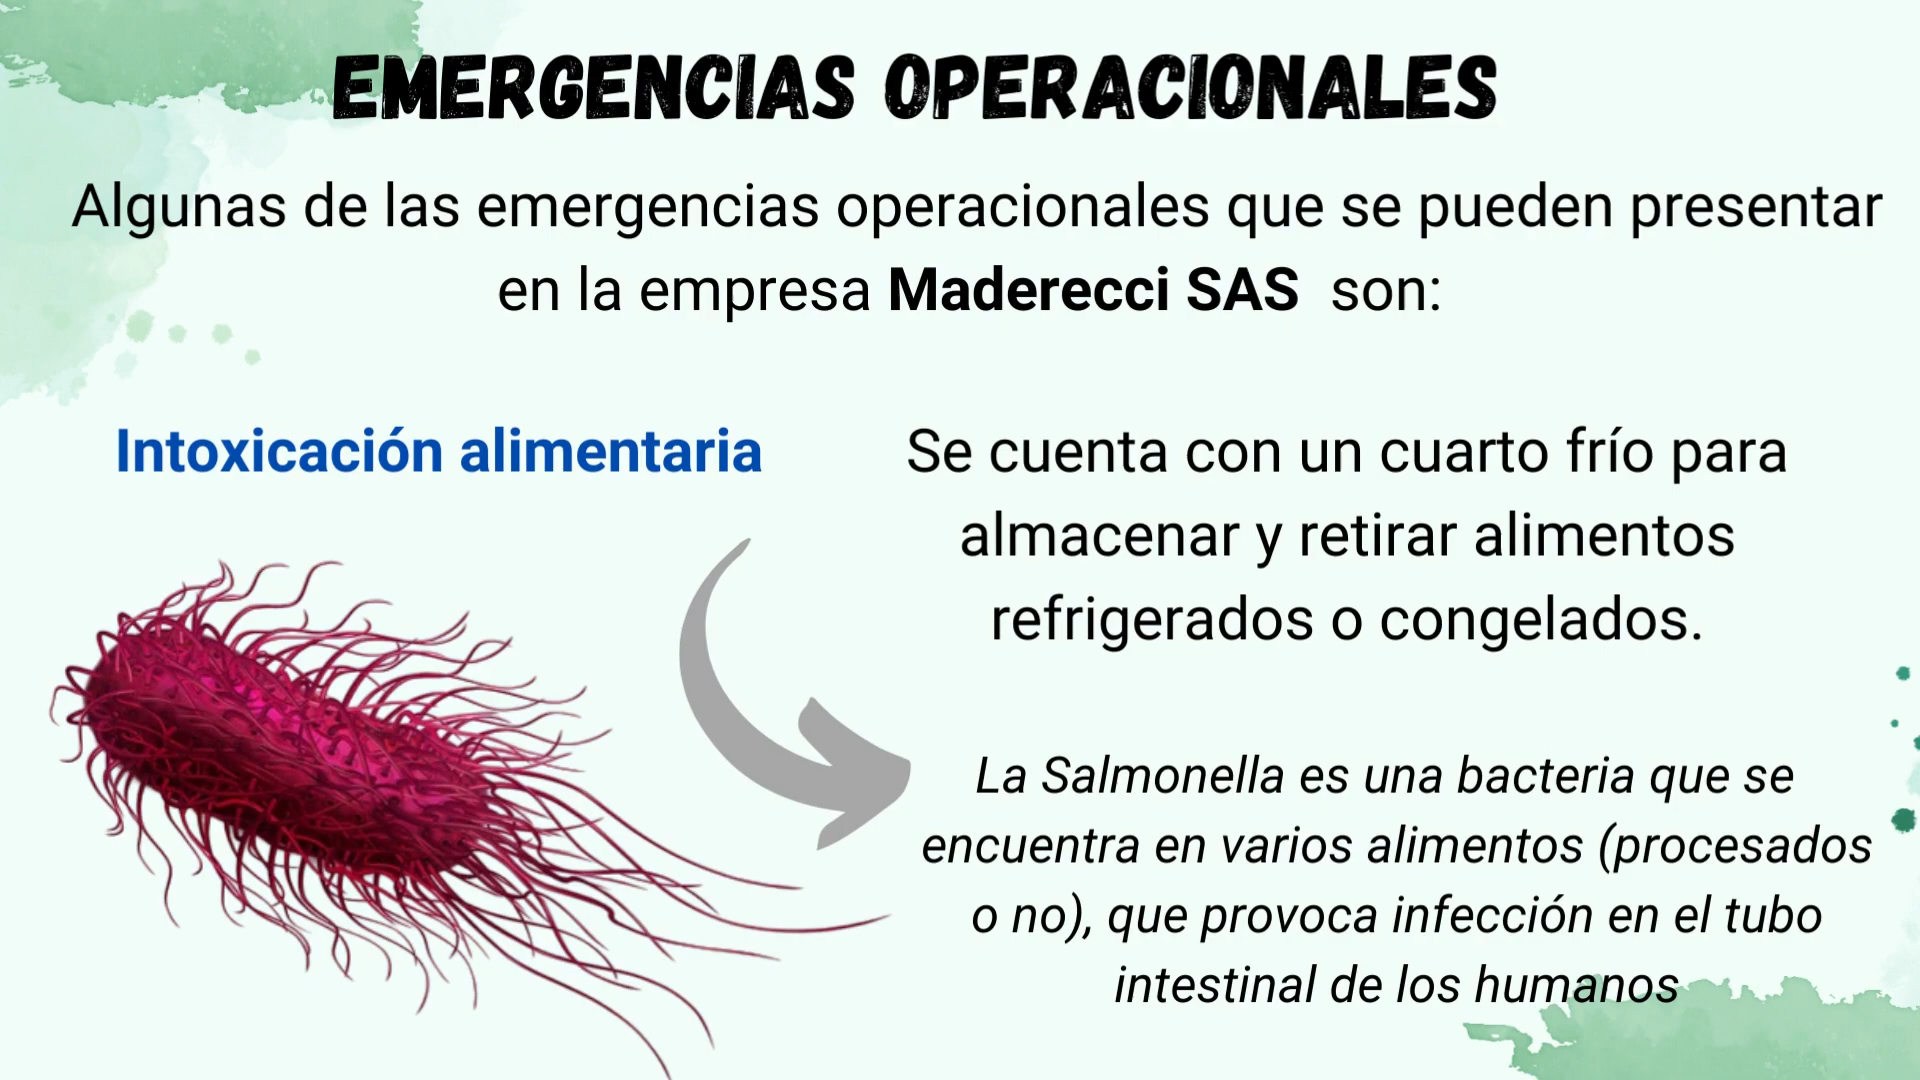 EMERGENCIAS OPERACIONALES
Algunas de las emergencias operacionales que se pueden presentar
en la empresa Maderecci SAS son:
Intoxicación alimentaria
Se cuenta con un cuarto frío para
almacenar y retirar alimentos
refrigerados o congelados.
La Salmonella es una bacteria que se
encuentra en varios alimentos (procesados
o no), que provoca infección en el tubo
intestinal de los humanos